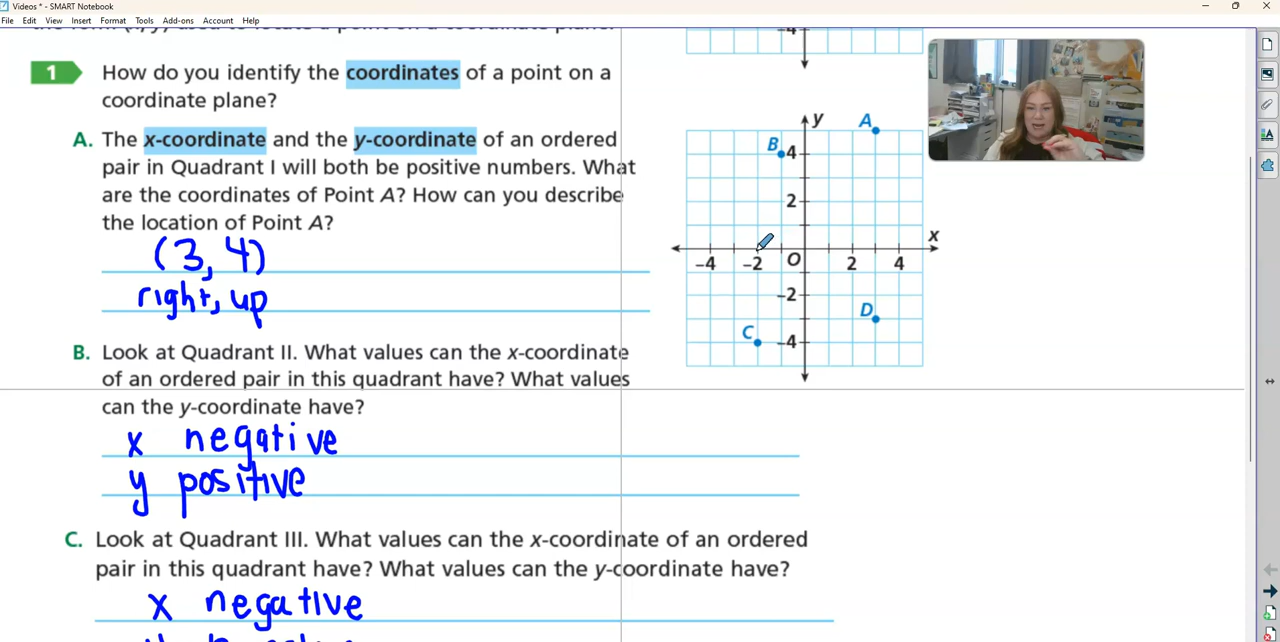 Videos * - SMART Notebook
File Edit View Insert Format Tools Add-ons Account Help
1 How do you identify the coordinates of a point on a
coordinate plane?
A. The x-coordinate and the y-coordinate of an ordered
pair in Quadrant I will both be positive numbers. What
are the coordinates of Point A? How can you describe
the location of Point A?
(3, 4)
right, up
B. Look at Quadrant II. What values can the x-coordinate
of an ordered pair in this quadrant have? What values
can the y-coordinate have?
x negative
y positive
C. Look at Quadrant III. What values can the x-coordinate of an ordered
pair in this quadrant have? What values can the y-coordinate have?
x negative
-4
y
A
B
4
2
x
-4 -2 O 2 4
-2
D
C
-4